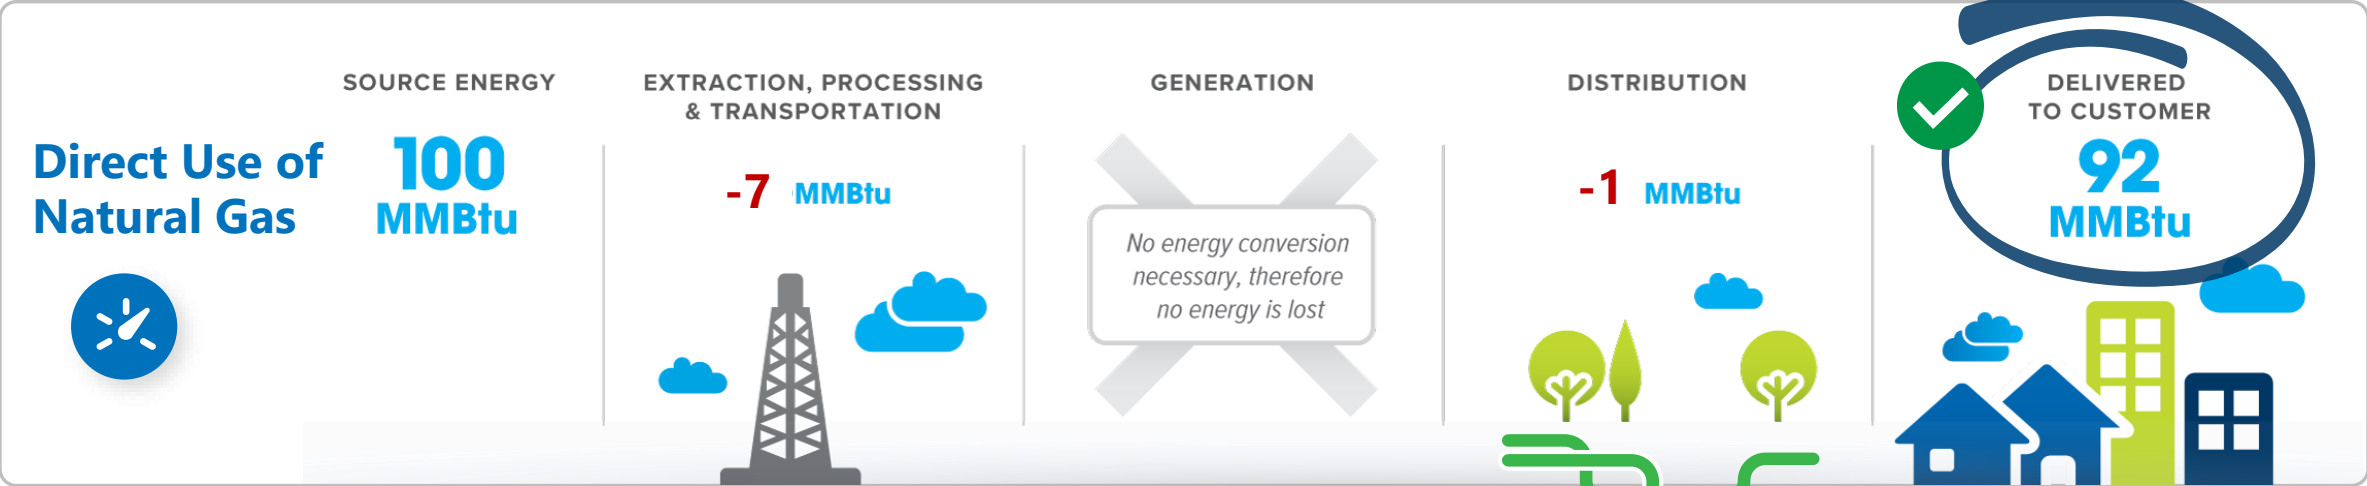 Direct Use of
Natural Gas
SOURCE ENERGY
100
MMBtu
EXTRACTION, PROCESSING
& TRANSPORTATION
-7 MMBtu
GENERATION
No energy conversion
necessary, therefore
no energy is lost
DISTRIBUTION
-1 MMBtu
DELIVERED
TO CUSTOMER
92
MMBtu